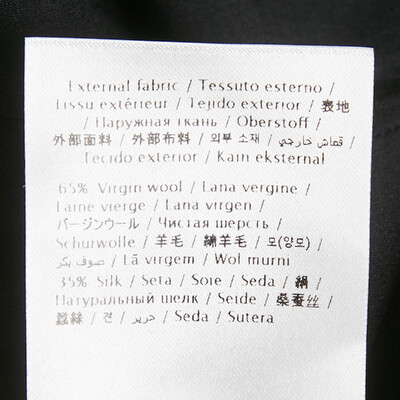 External fabric / Tessuto esterno /
Tissu extérieur / Tejido exterior / 表地
/ Наружная ткань / Oberstoff /
外部面料 / 外部布料 / 외부 소재 / قماش خارجي /
Tecido exterior / Kain eksternal
65% Virgin wool / Lana vergine /
Laine vierge / Lana virgen /
バージンウール / Чистая шерсть /
Schurwolle / 羊毛 / 綿羊毛 / 모(양모) /
صوف بكر / Lã virgem / Wol murni
35% Silk / Seta / Soie / Seda / 絹 /
Натуральный шелк / Seide / 桑蚕丝 /
蠶絲 / 견 / حرير / Seda / Sutera